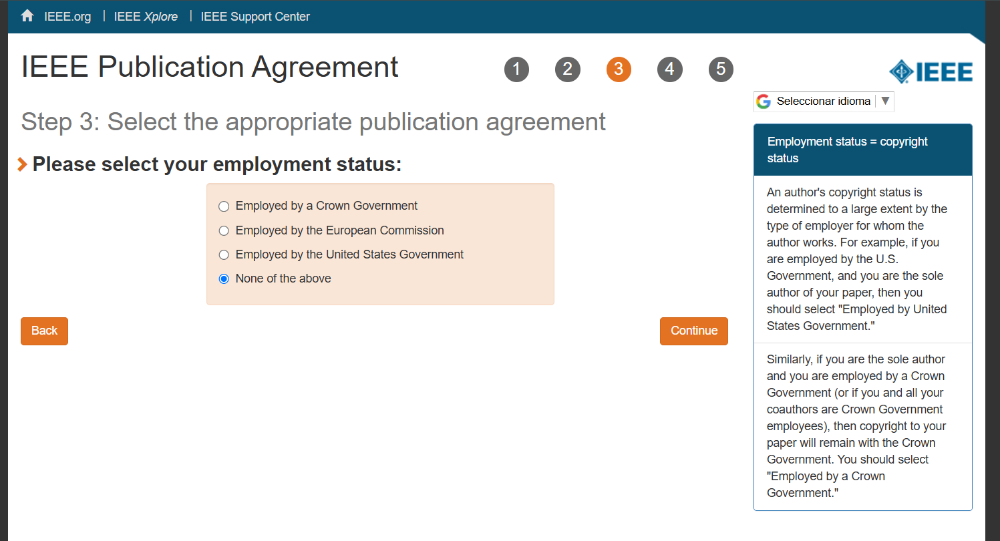 IEEE.org | IEEE Xplore | IEEE Support Center
IEEE Publication Agreement
1 2 3 4 5
IEEE
Seleccionar idioma ▼
Step 3: Select the appropriate publication agreement
Please select your employment status:
Employed by a Crown Government
Employed by the European Commission
Employed by the United States Government
None of the above
Back
Continue
Employment status = copyright
status
An author's copyright status is
determined to a large extent by the
type of employer for whom the
author works. For example, if you
are employed by the U.S.
Government, and you are the sole
author of your paper, then you
should select "Employed by United
States Government."
Similarly, if you are the sole author
and you are employed by a Crown
Government (or if you and all your
coauthors are Crown Government
employees), then copyright to your
paper will remain with the Crown
Government. You should select
"Employed by a Crown
Government."